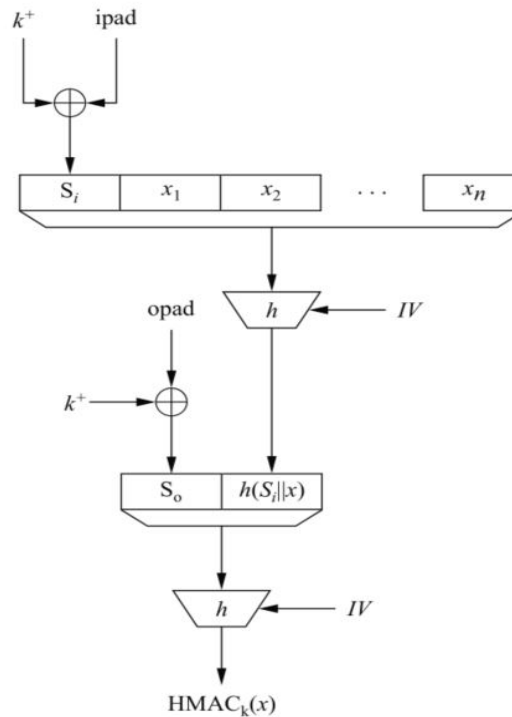 k⁺ ipad
Sᵢ x₁ x₂ . . . xₙ
h IV
opad
k⁺
Sₒ h(Sᵢ||x)
h IV
HMACₖ(x)